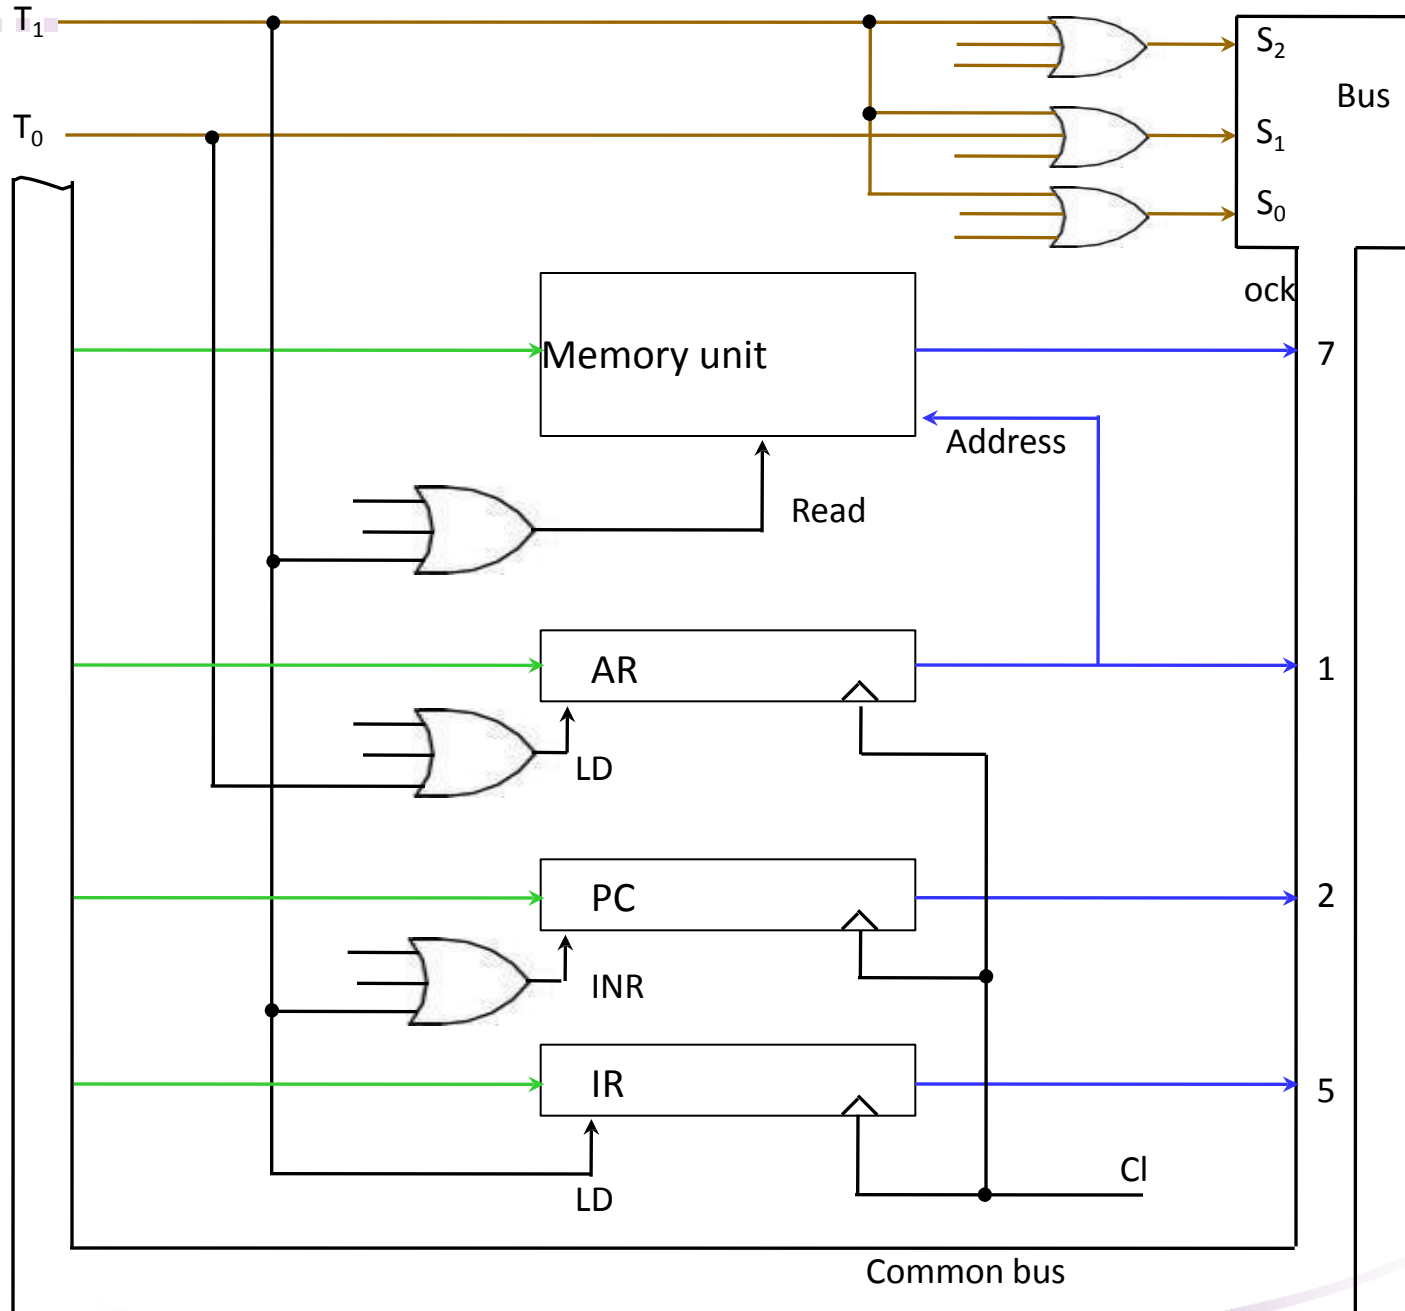 T₁
S₂
Bus
T₀
S₁
S₀
ock
Memory unit
7
Address
Read
AR
1
LD
PC
2
INR
IR
5
Cl
LD
Common bus